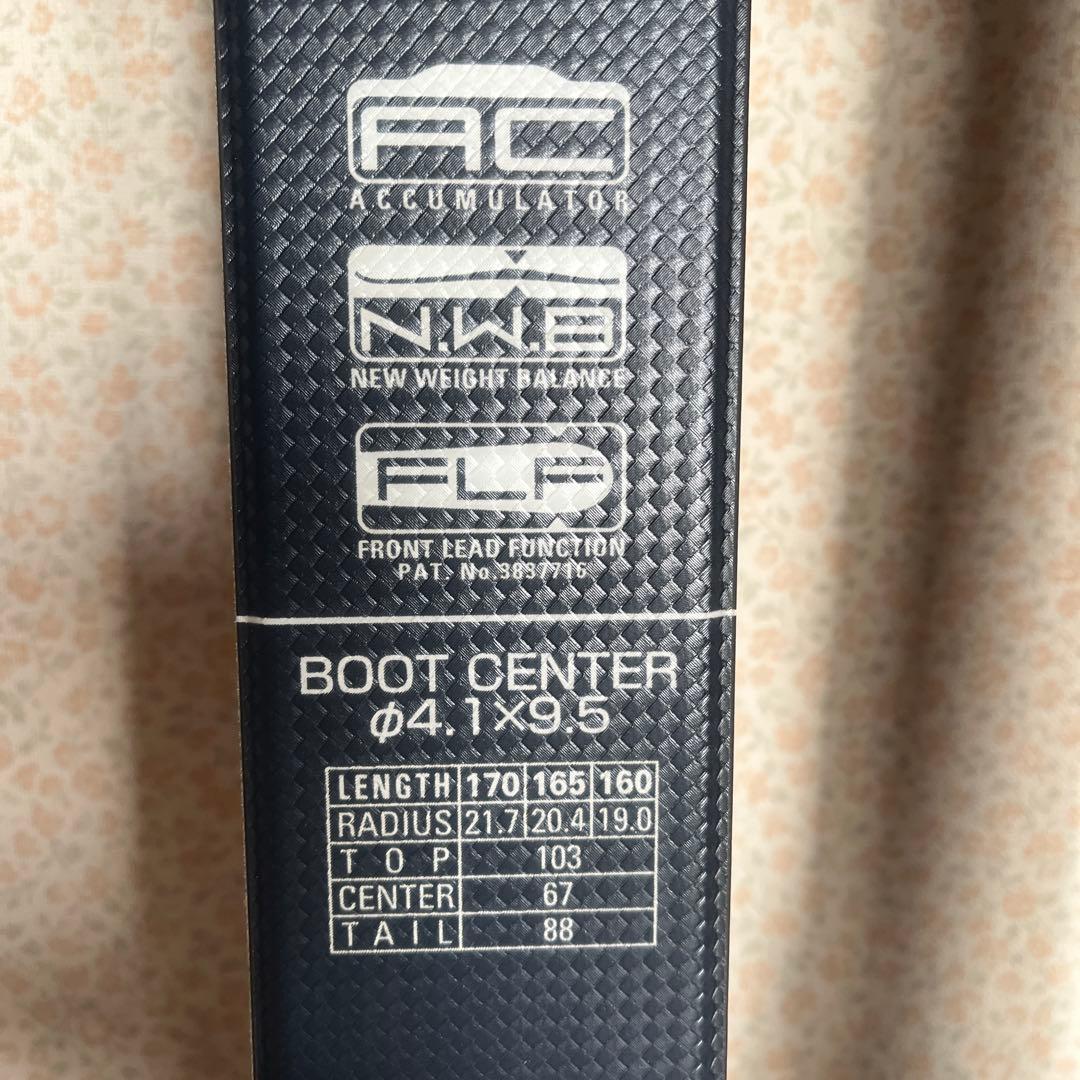 AC
ACCUMULATOR
N.W.B
NEW WEIGHT BALANCE
FLF
FRONT LEAD FUNCTION
PAT. No.3837716
BOOT CENTER
φ4.1×9.5
LENGTH 170 165 160
RADIUS 21.7 20.4 19.0
TOP 103
CENTER 67
TAIL 88